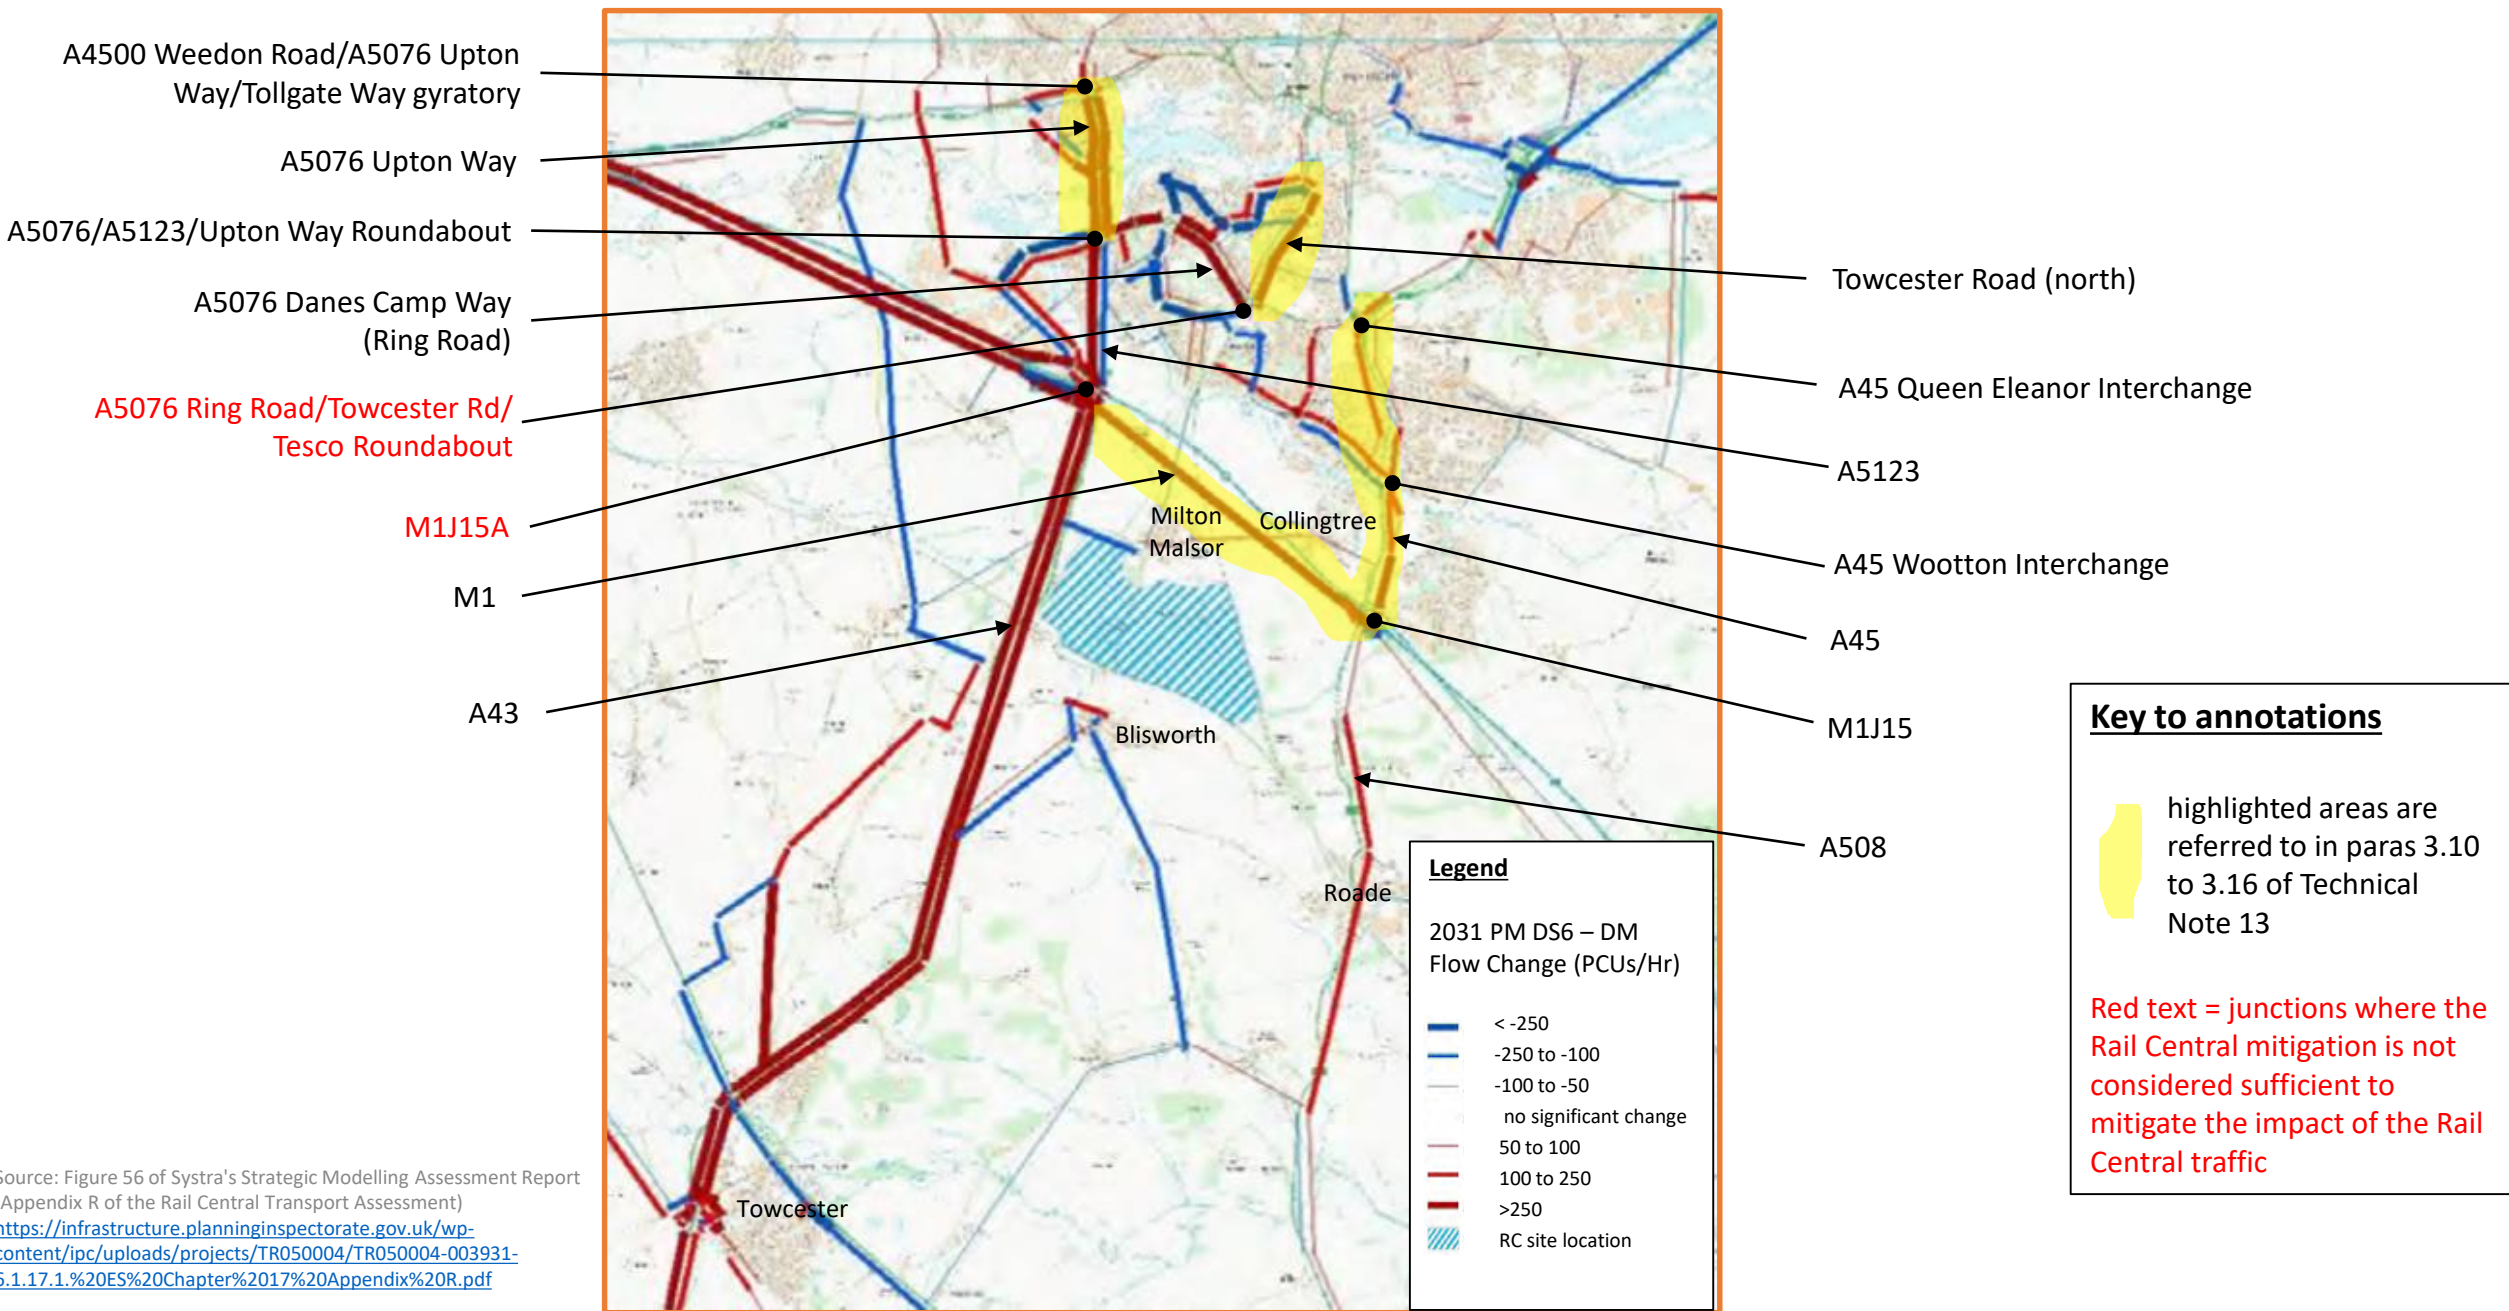 A4500 Weedon Road/A5076 Upton
Way/Tollgate Way gyratory
A5076 Upton Way
A5076/A5123/Upton Way Roundabout
A5076 Danes Camp Way
(Ring Road)
A5076 Ring Road/Towcester Rd/
Tesco Roundabout
M1J15A
M1
A43
Milton
Malsor
Collingtree
Blisworth
Roade
Towcester
Towcester Road (north)
A45 Queen Eleanor Interchange
A5123
A45 Wootton Interchange
A45
M1J15
A508
Legend
2031 PM DS6 – DM
Flow Change (PCUs/Hr)
< -250
-250 to -100
-100 to -50
no significant change
50 to 100
100 to 250
>250
RC site location
Key to annotations
highlighted areas are
referred to in paras 3.10
to 3.16 of Technical
Note 13
Red text = junctions where the
Rail Central mitigation is not
considered sufficient to
mitigate the impact of the Rail
Central traffic
Source: Figure 56 of Systra's Strategic Modelling Assessment Report
Appendix R of the Rail Central Transport Assessment)
https://infrastructure.planninginspectorate.gov.uk/wp-
content/ipc/uploads/projects/TR050004/TR050004-003931-
6.1.17.1.%20ES%20Chapter%2017%20Appendix%20R.pdf